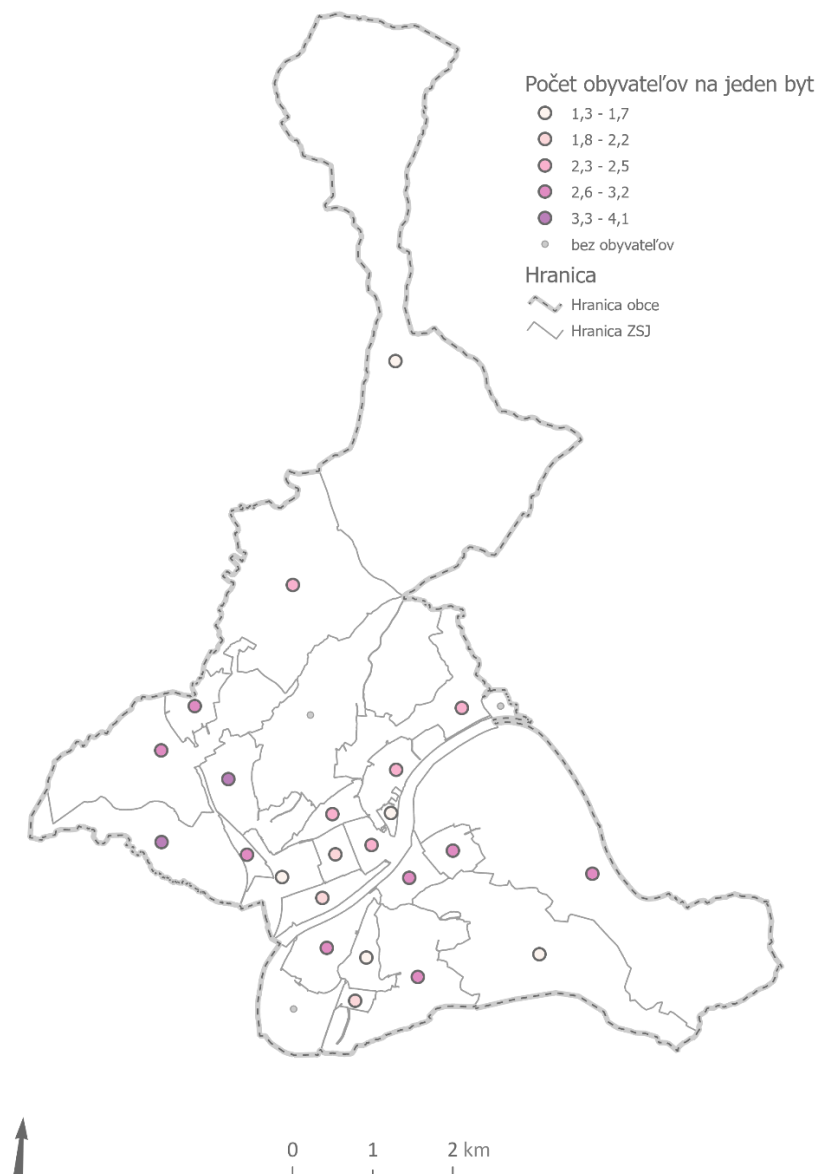 Počet obyvateľov na jeden byt
1,3 - 1,7
1,8 - 2,2
2,3 - 2,5
2,6 - 3,2
3,3 - 4,1
bez obyvateľov
Hranica
Hranica obce
Hranica ZSJ
0 1 2 km